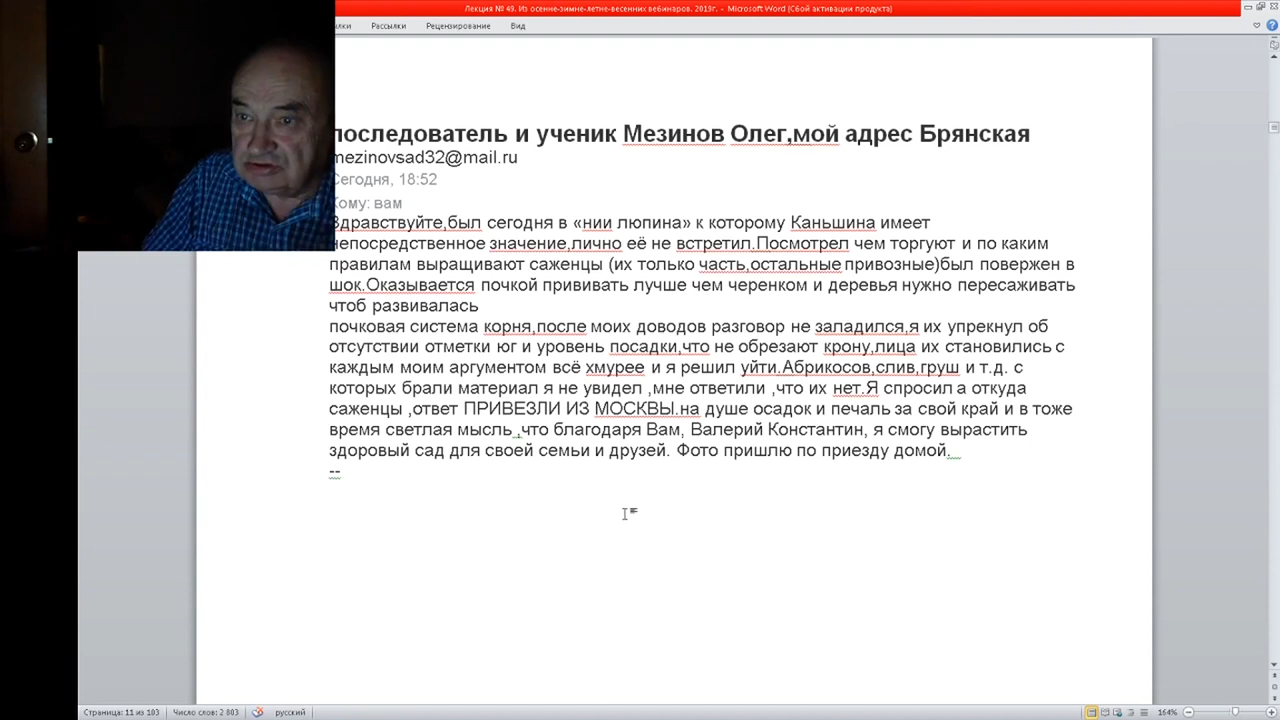 Лекция № 49. Из осенне-зимне-летне-весенних вебинаров. 2019г. - Microsoft Word (Сбой активации продукта)
Рассылки Рецензирование Вид
последователь и ученик Мезинов Олег,мой адрес Брянская
mezinovsad32@mail.ru
Сегодня, 18:52
Кому: вам
Здравствуйте,был сегодня в «нии люпина» к которому Каньшина имеет
непосредственное значение,лично её не встретил.Посмотрел чем торгуют и по каким
правилам выращивают саженцы (их только часть,остальные привозные)был повержен в
шок.Оказывается почкой прививать лучше чем черенком и деревья нужно пересаживать
чтоб развивалась
почковая система корня,после моих доводов разговор не заладился,я их упрекнул об
отсутствии отметки юг и уровень посадки,что не обрезают крону,лица их становились с
каждым моим аргументом всё хмурее и я решил уйти.Абрикосов,слив,груш и т.д. с
которых брали материал я не увидел ,мне ответили ,что их нет.Я спросил а откуда
саженцы ,ответ ПРИВЕЗЛИ ИЗ МОСКВЫ.на душе осадок и печаль за свой край и в тоже
время светлая мысль ,что благодаря Вам, Валерий Константин, я смогу вырастить
здоровый сад для своей семьи и друзей. Фото пришлю по приезду домой.
--
Страница: 11 из 103 Число слов: 2 803 русский 164%